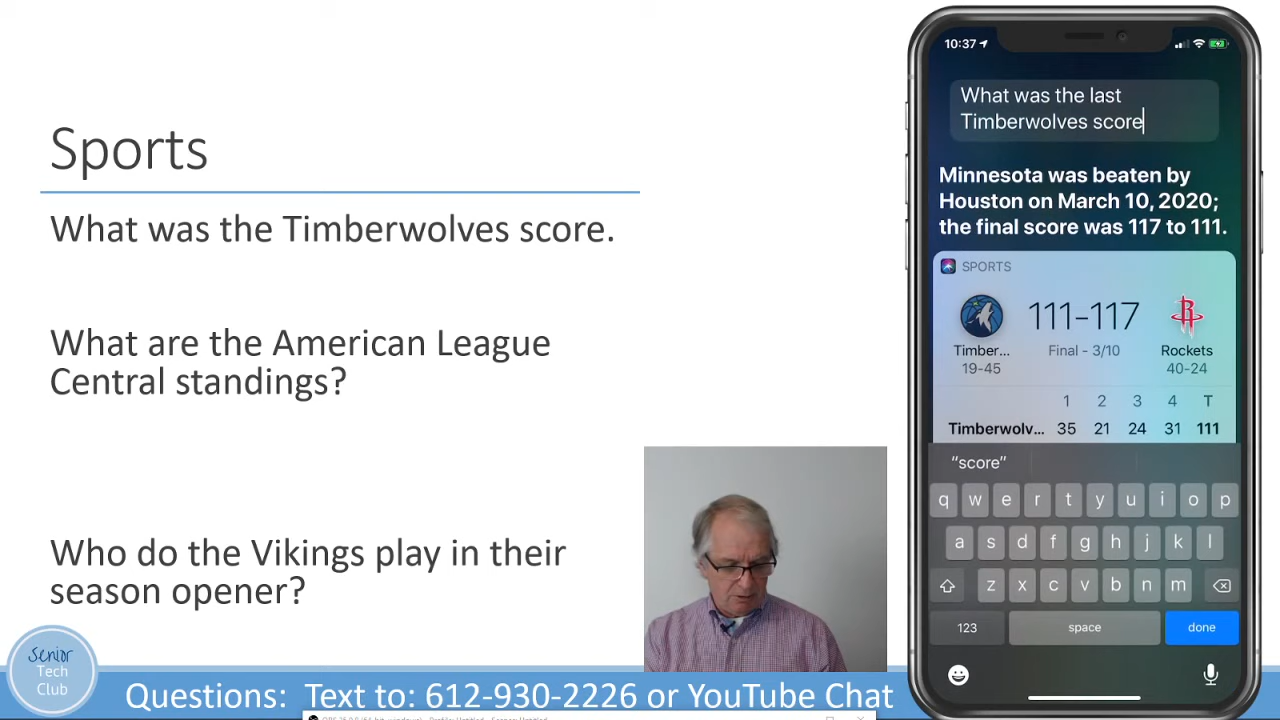 Sports
What was the Timberwolves score.
What are the American League
Central standings?
Who do the Vikings play in their
season opener?
Senior
Tech
Club
Questions:  Text to: 612-930-2226 or YouTube Chat
10:37
What was the last
Timberwolves score
Minnesota was beaten by
Houston on March 10, 2020;
the final score was 117 to 111.
SPORTS
111-117
Timber... Final - 3/10 Rockets
19-45 40-24
1 2 3 4 T
Timberwolv... 35 21 24 31 111
“score”
q w e r t y u i o p
a s d f g h j k l
z x c v b n m
123 space done